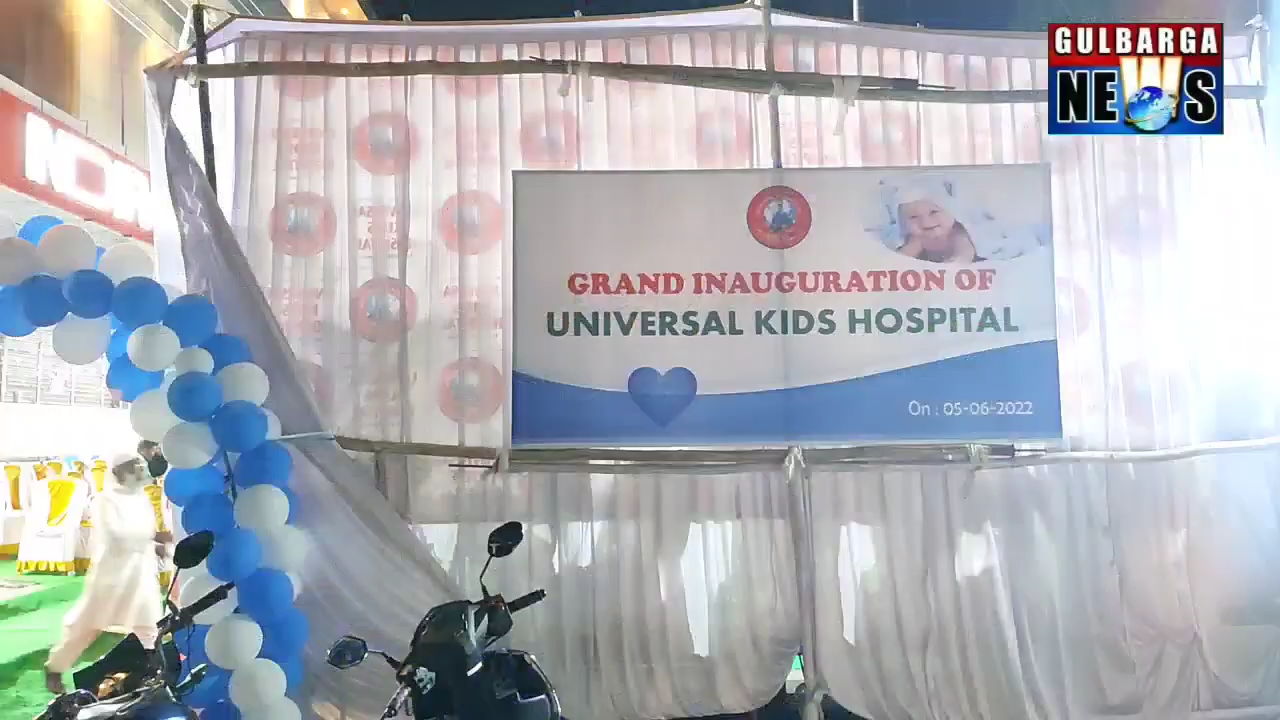 GULBARGA
NEWS
GRAND INAUGURATION OF
UNIVERSAL KIDS HOSPITAL
On : 05-06-2022